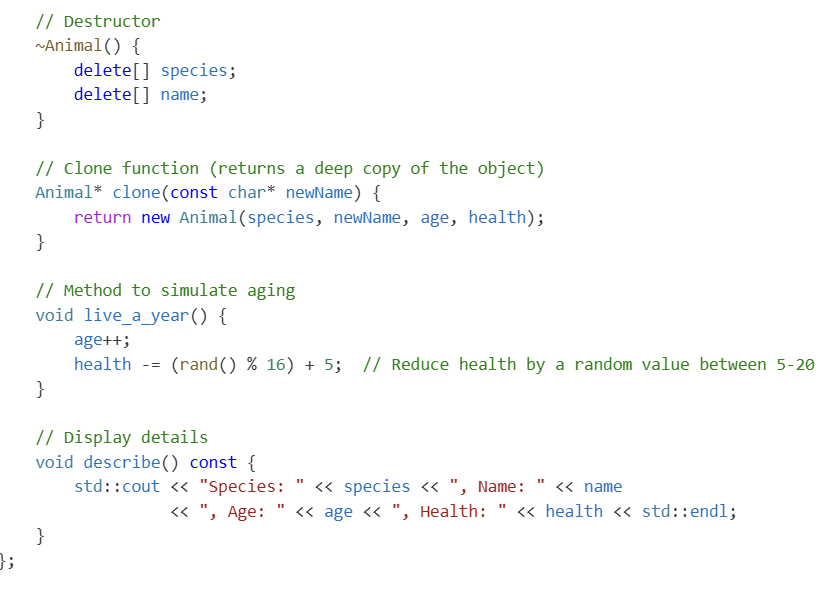 // Destructor
~Animal() {
delete[] species;
delete[] name;
}
// Clone function (returns a deep copy of the object)
Animal* clone(const char* newName) {
return new Animal(species, newName, age, health);
}
// Method to simulate aging
void live_a_year() {
age++;
health -= (rand() % 16) + 5;  // Reduce health by a random value between 5-20
}
// Display details
void describe() const {
std::cout << "Species: " << species << ", Name: " << name
<< ", Age: " << age << ", Health: " << health << std::endl;
}
};